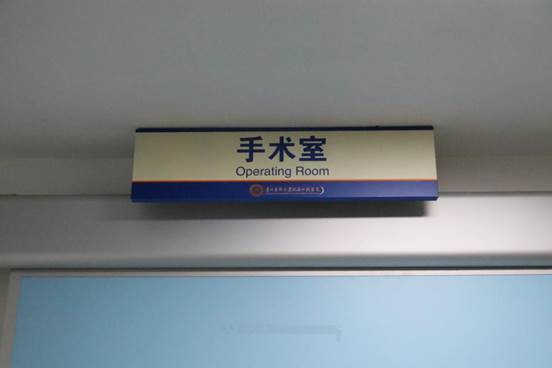 手术室
Operating Room